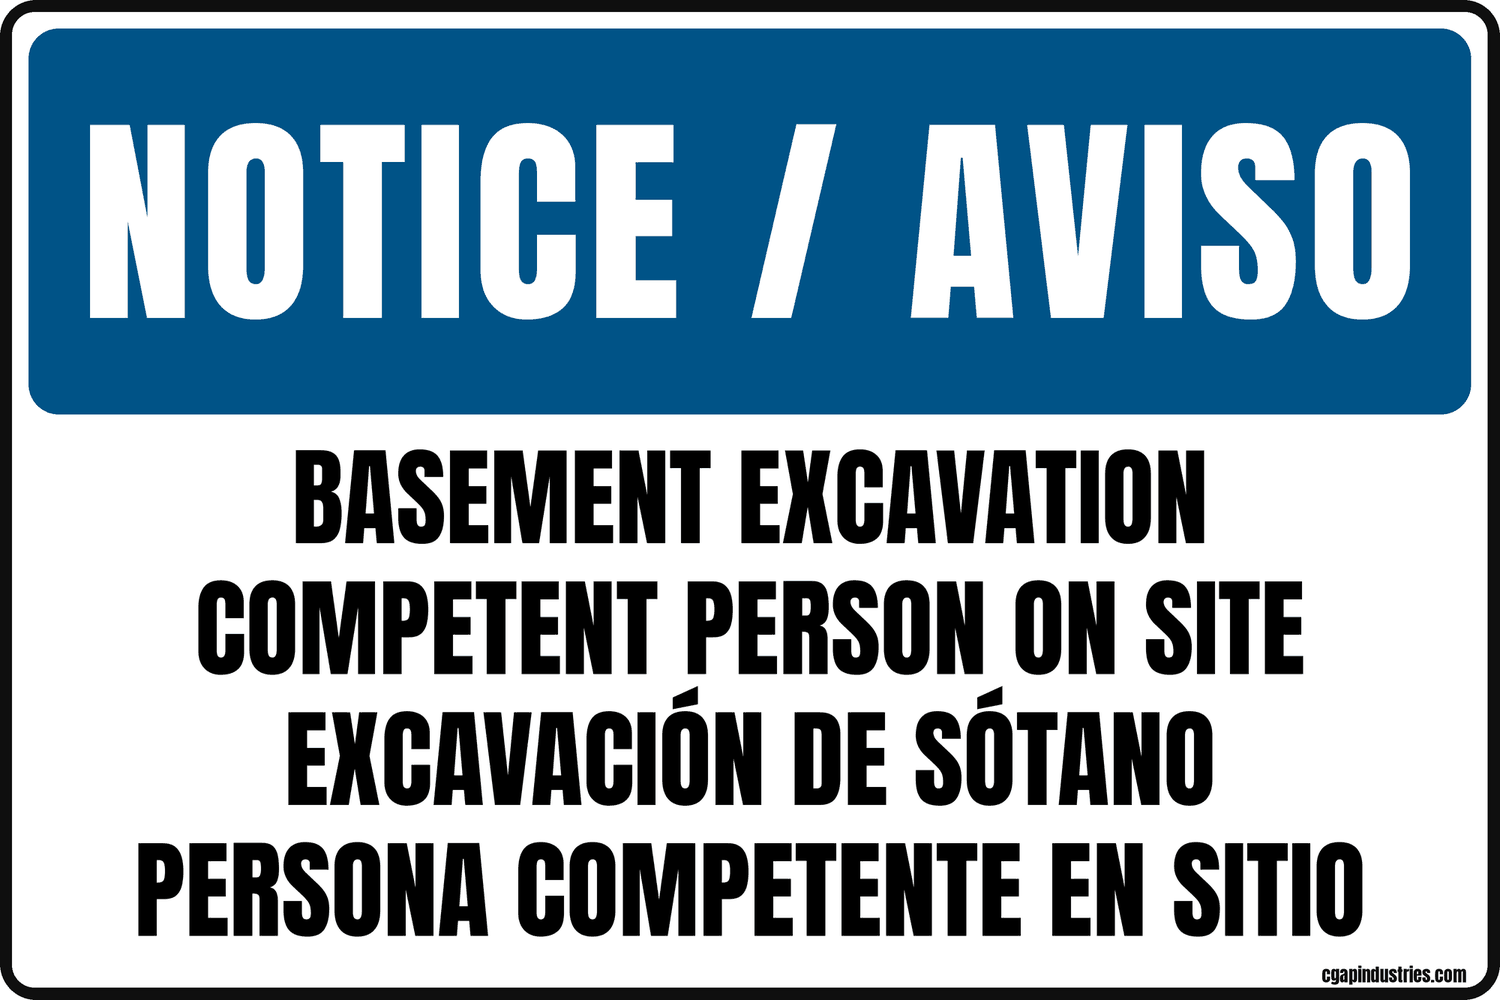 NOTICE / AVISO
BASEMENT EXCAVATION
COMPETENT PERSON ON SITE
EXCAVACIÓN DE SÓTANO
PERSONA COMPETENTE EN SITIO
cgapindustries.com